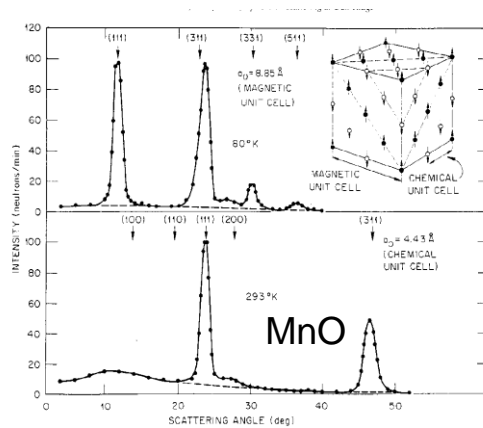 (111)
(311)
(331)
(511)
120
100
80
60
40
20
0
a₀=8.85 Å
(MAGNETIC
UNIT CELL)
80°K
MAGNETIC
UNIT CELL
CHEMICAL
UNIT CELL
INTENSITY (neutrons/min)
(100)
(110)
(111)
(200)
(311)
100
80
60
40
20
0
a₀=4.43 Å
(CHEMICAL
UNIT CELL)
293°K
MnO
0
10
20
30
40
50
SCATTERING ANGLE (deg)